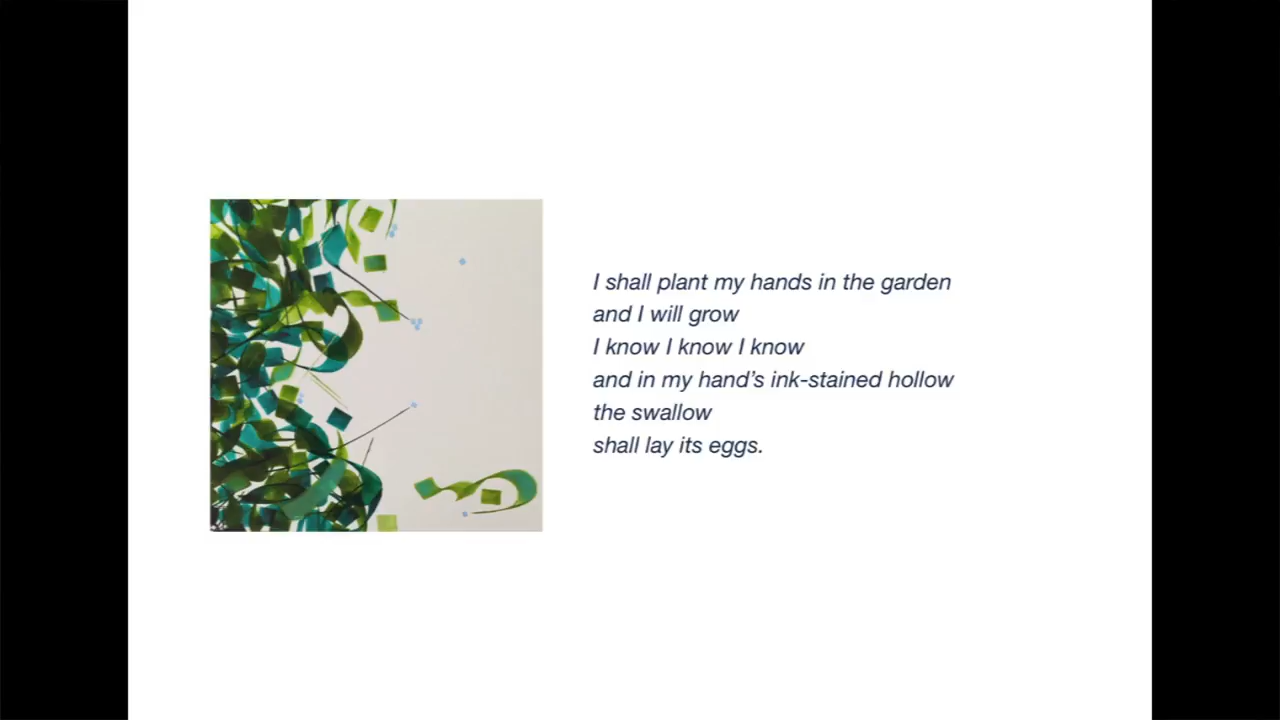 I shall plant my hands in the garden
and I will grow
I know I know I know
and in my hand’s ink-stained hollow
the swallow
shall lay its eggs.